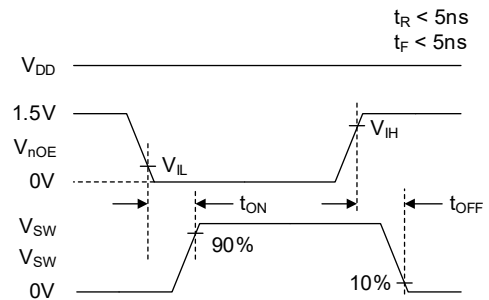 t_R < 5ns
t_F < 5ns
V_DD
1.5V
V_nOE
V_IL
V_IH
0V
t_ON
t_OFF
V_SW
90%
V_SW
10%
0V